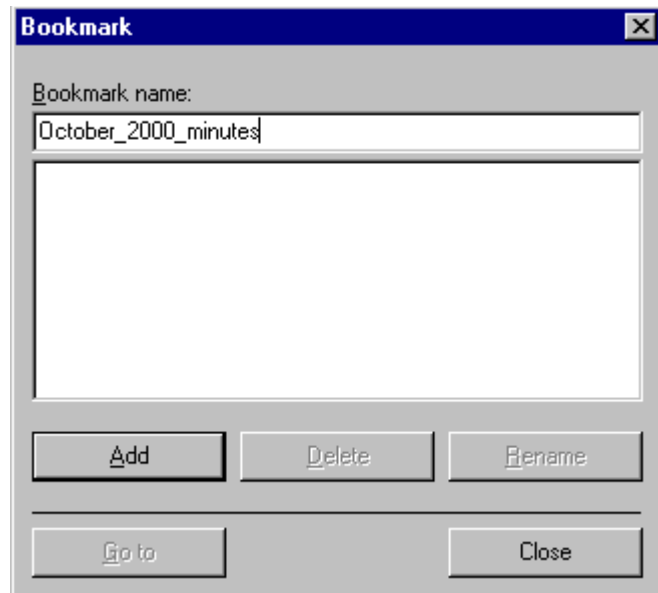 Bookmark
Bookmark name:
October_2000_minutes
Add Delete Rename
Go to Close